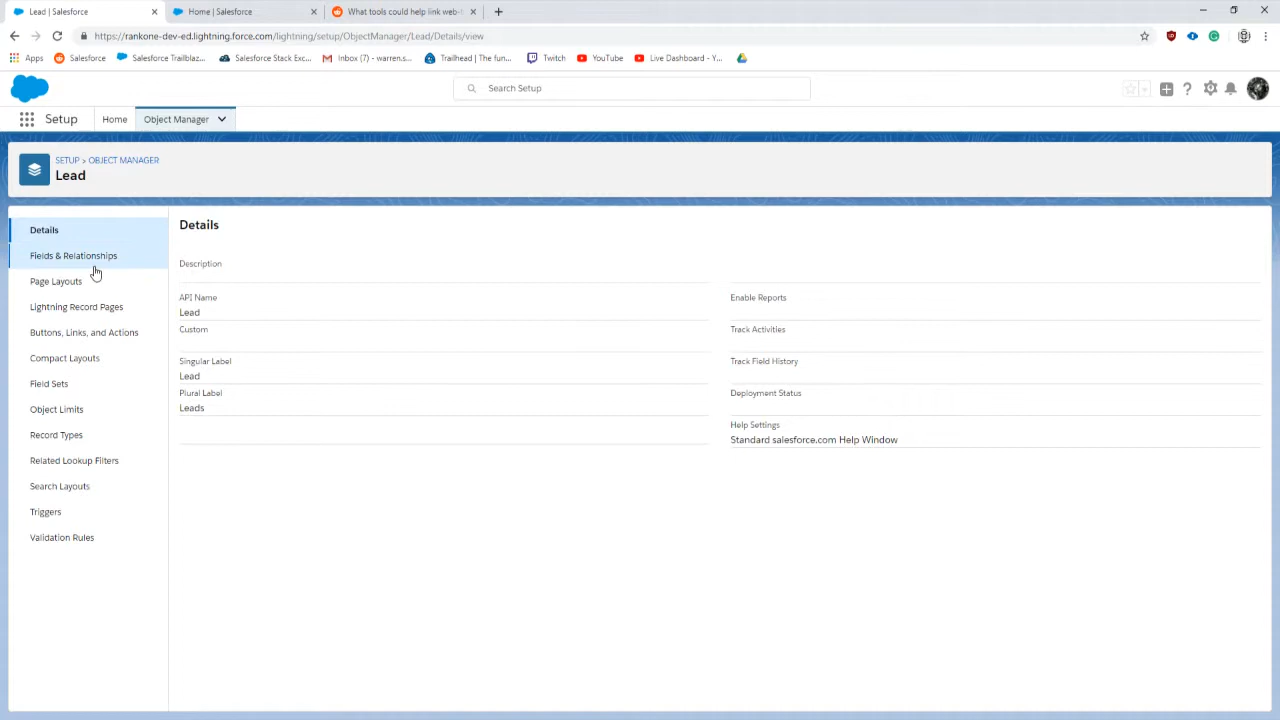 Lead | Salesforce
Home | Salesforce
What tools could help link web-
https://rankone-dev-ed.lightning.force.com/lightning/setup/ObjectManager/Lead/Details/view
Apps
Salesforce
Salesforce Trailblaz...
Salesforce Stack Exc...
Inbox (7) - warren.s...
Trailhead | The fun...
Twitch
YouTube
Live Dashboard - Y...
Search Setup
Setup
Home
Object Manager
SETUP > OBJECT MANAGER
Lead
Details
Fields & Relationships
Page Layouts
Lightning Record Pages
Buttons, Links, and Actions
Compact Layouts
Field Sets
Object Limits
Record Types
Related Lookup Filters
Search Layouts
Triggers
Validation Rules
Details
Description
API Name
Lead
Custom
Singular Label
Lead
Plural Label
Leads
Enable Reports
Track Activities
Track Field History
Deployment Status
Help Settings
Standard salesforce.com Help Window